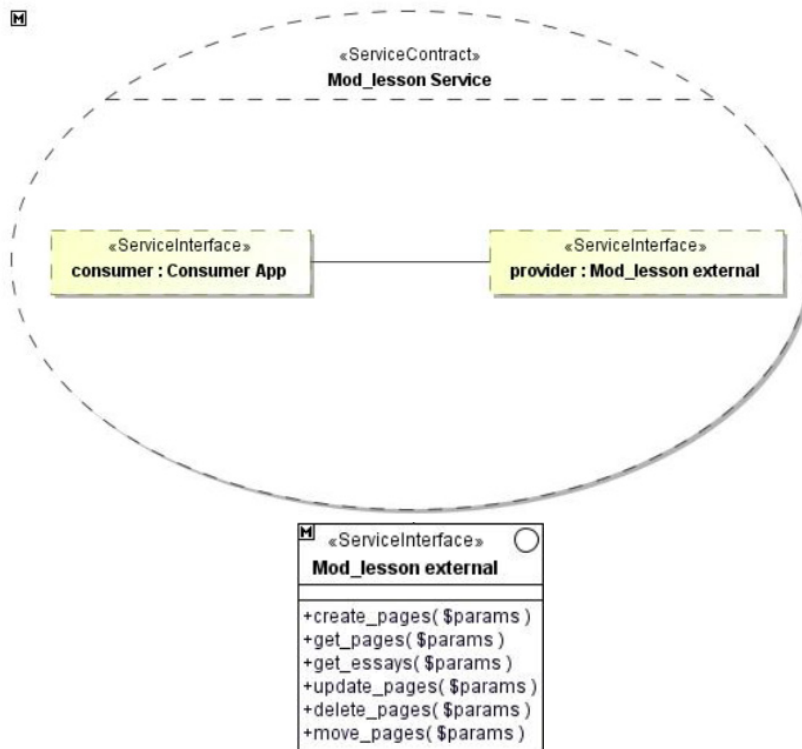 M
«ServiceContract»
Mod_lesson Service
«ServiceInterface»
consumer : Consumer App
«ServiceInterface»
provider : Mod_lesson external
M
«ServiceInterface»
Mod_lesson external
+create_pages( $params )
+get_pages( $params )
+get_essays( $params )
+update_pages( $params )
+delete_pages( $params )
+move_pages( $params )